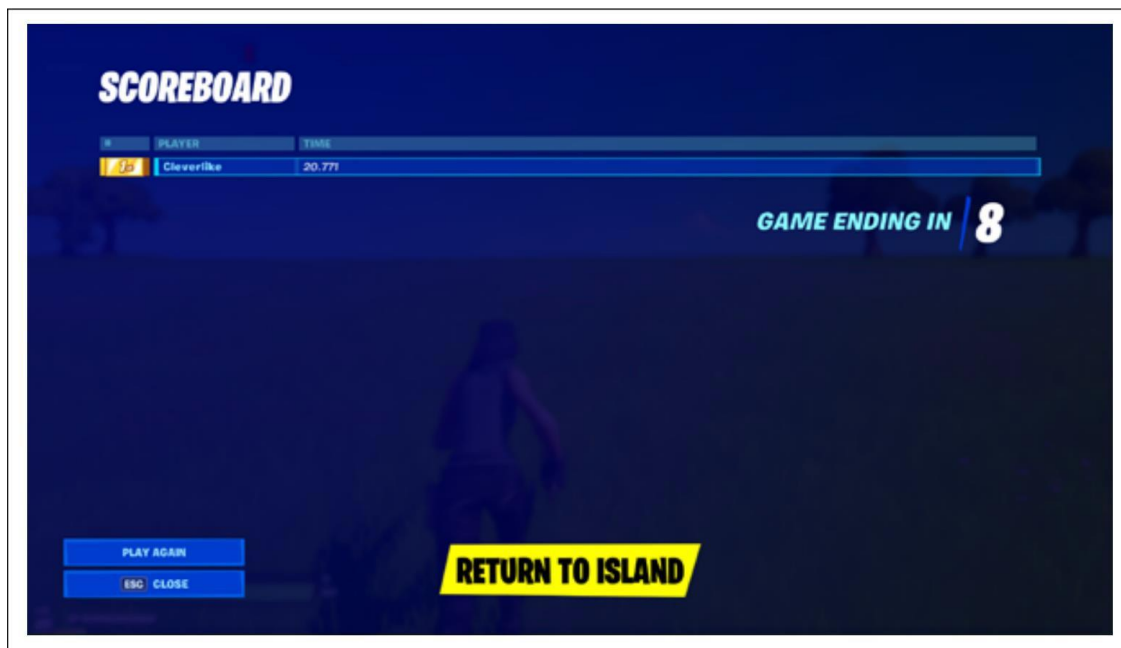 SCOREBOARD
# PLAYER TIME
Cleverlike 20.771
GAME ENDING IN 8
PLAY AGAIN
ESC CLOSE
RETURN TO ISLAND